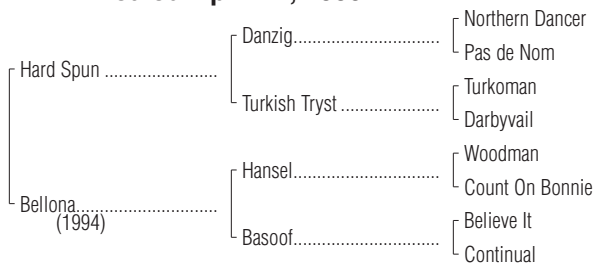 Northern Dancer
Danzig
Pas de Nom
Hard Spun
Turkoman
Turkish Tryst
Darbyvail
Woodman
Hansel
Count On Bonnie
Bellona
(1994)
Believe It
Basoof
Continual